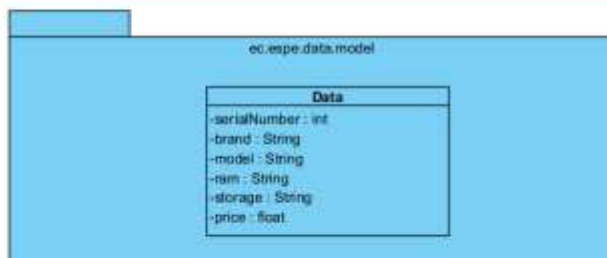 ec.espe.data.model
Data
-serialNumber : int
-brand : String
-model : String
-ram : String
-storage : String
-price : float